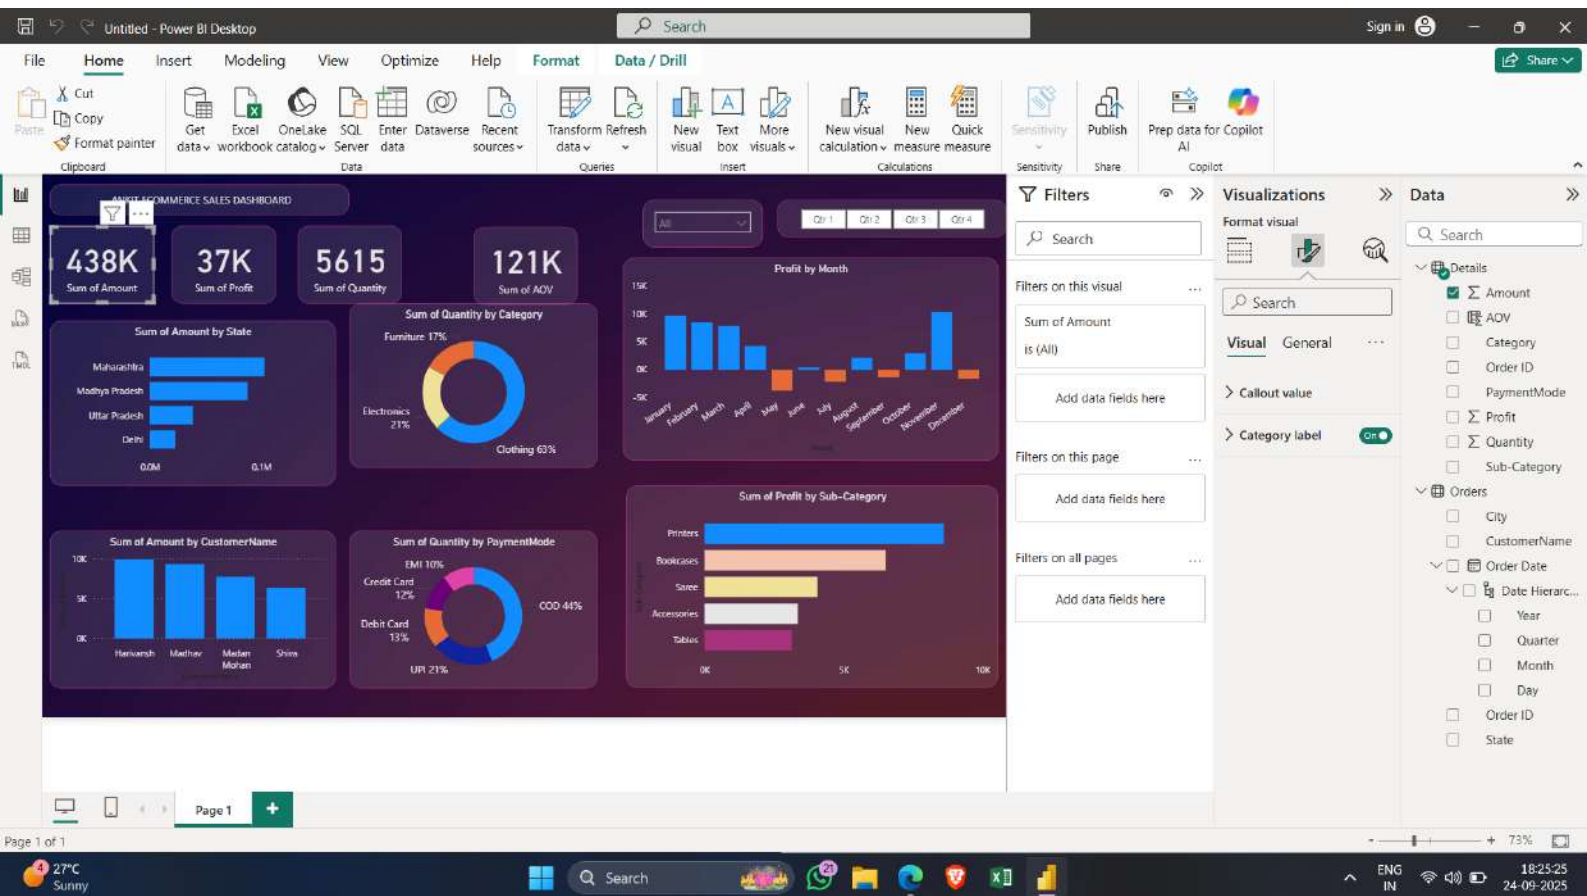 Untitled - Power BI Desktop
Search
Sign in
File
Home
Insert
Modeling
View
Optimize
Help
Format
Data / Drill
Share
Paste
Cut
Copy
Format painter
Clipboard
Get data
Excel workbook
OneLake catalog
SQL Server
Enter data
Dataverse
Recent sources
Data
Transform data
Refresh
Queries
New visual
Text box
More visuals
Insert
New visual calculation
New measure
Quick measure
Calculations
Sensitivity
Sensitivity
Publish
Share
Prep data for AI
Copilot
Copilot
ECOMMERCE SALES DASHBOARD
All
Qtr 1
Qtr 2
Qtr 3
Qtr 4
438K
Sum of Amount
37K
Sum of Profit
5615
Sum of Quantity
121K
Sum of AOV
Sum of Amount by State
Maharashtra
Madhya Pradesh
Uttar Pradesh
Delhi
0.0M
0.1M
Sum of Quantity by Category
Furniture 17%
Electronics
21%
Clothing 63%
Profit by Month
15K
10K
5K
0K
-5K
January
February
March
April
May
June
July
August
September
October
November
December
Sum of Amount by CustomerName
10K
5K
0K
Harivansh
Madhav
Madan
Mohan
Shiva
Sum of Quantity by PaymentMode
EMI 10%
Credit Card
12%
Debit Card
13%
UPI 21%
COD 44%
Sum of Profit by Sub-Category
Printers
Bookcases
Saree
Accessories
Tables
0K
5K
10K
Filters
Search
Filters on this visual
Sum of Amount
is (All)
Add data fields here
Filters on this page
Add data fields here
Filters on all pages
Add data fields here
Visualizations
Format visual
Search
Visual
General
Callout value
Category label
On
Data
Search
Details
Amount
AOV
Category
Order ID
PaymentMode
Profit
Quantity
Sub-Category
Orders
City
CustomerName
Order Date
Date Hierarc...
Year
Quarter
Month
Day
Order ID
State
Page 1
Page 1 of 1
73%
4
27°C
Sunny
Search
21
ENG
IN
18:25:25
24-09-2025